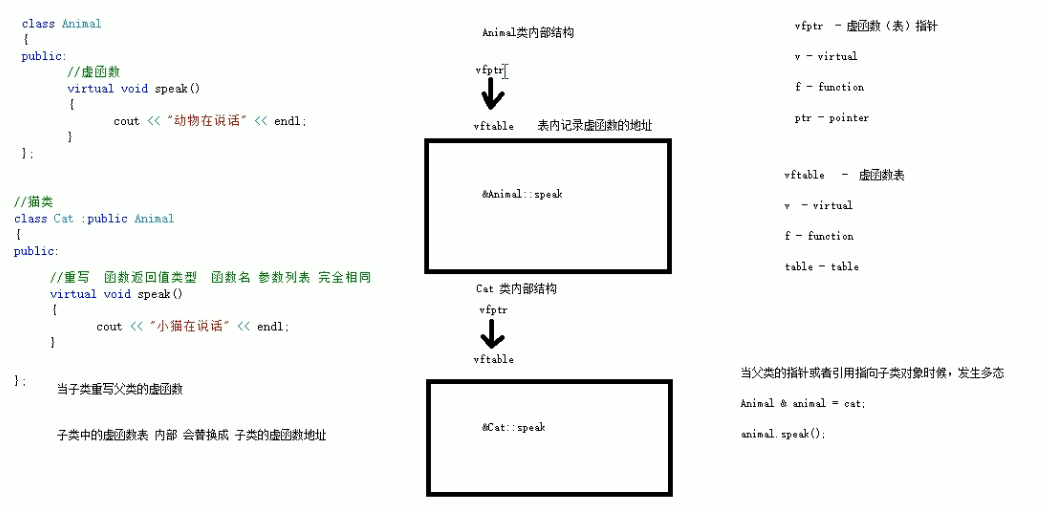 class Animal
{
public:
//虚函数
virtual void speak()
{
cout << "动物在说话" << endl;
}
};
//猫类
class Cat :public Animal
{
public:
//重写 函数返回值类型 函数名 参数列表 完全相同
virtual void speak()
{
cout << "小猫在说话" << endl;
}
};
当子类重写父类的虚函数
子类中的虚函数表 内部 会替换成 子类的虚函数地址
Animal类内部结构
vfptr
vftable 表内记录虚函数的地址
&Animal::speak
Cat 类内部结构
vfptr
vftable
&Cat::speak
vfptr - 虚函数（表）指针
v - virtual
f - function
ptr - pointer
vftable - 虚函数表
v - virtual
f - function
table - table
当父类的指针或者引用指向子类对象时候，发生多态
Animal & animal = cat;
animal.speak();